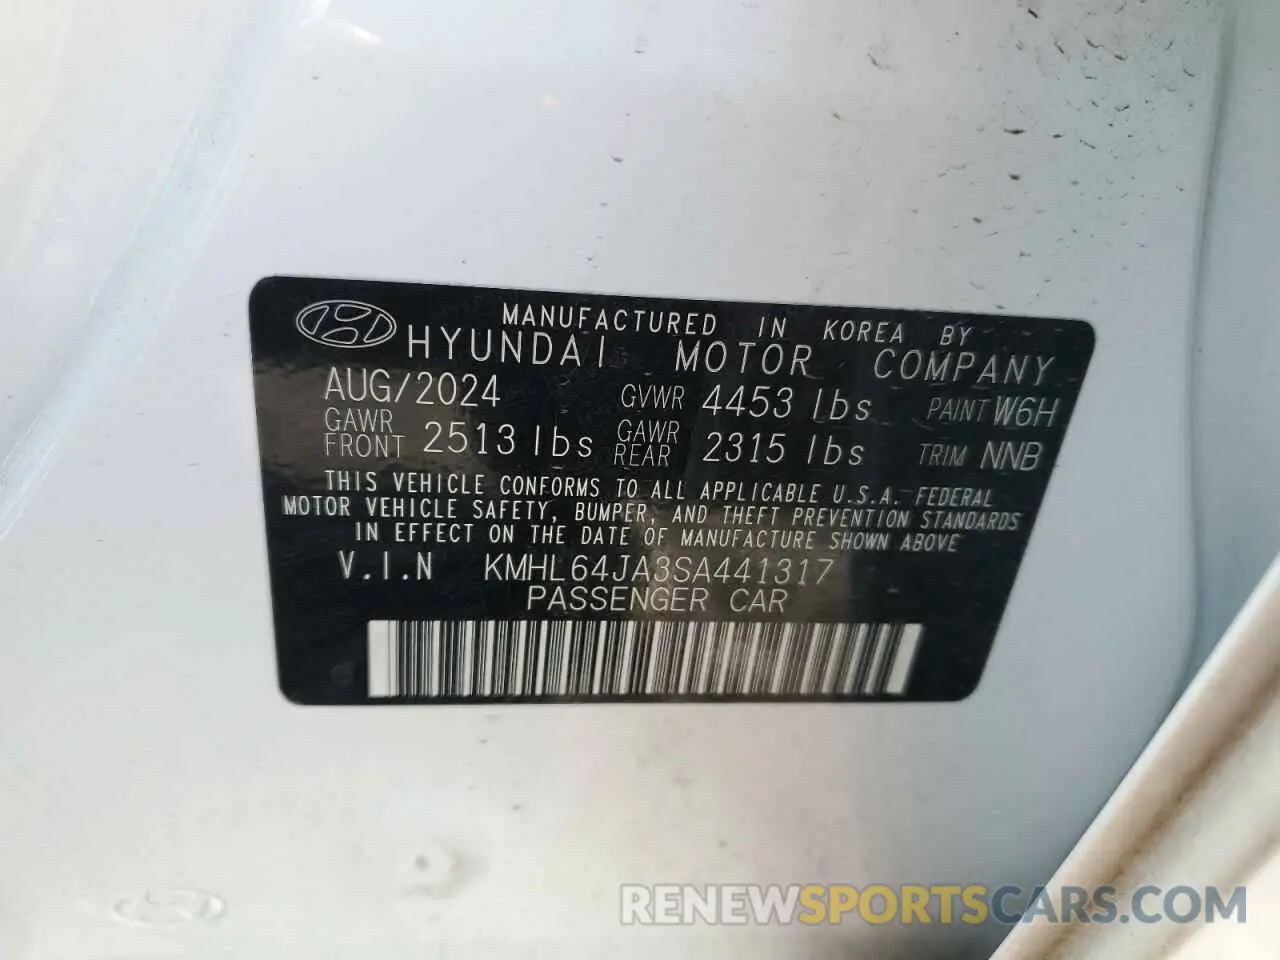 MANUFACTURED IN KOREA BY
HYUNDAI MOTOR COMPANY
AUG/2024 GVWR 4453 lbs PAINT W6H
GAWR FRONT 2513 lbs GAWR REAR 2315 lbs TRIM NNB
THIS VEHICLE CONFORMS TO ALL APPLICABLE U.S.A. FEDERAL
MOTOR VEHICLE SAFETY, BUMPER, AND THEFT PREVENTION STANDARDS
IN EFFECT ON THE DATE OF MANUFACTURE SHOWN ABOVE
V.I.N KMHL64JA3SA441317
PASSENGER CAR
RENEWSPORTSCARS.COM